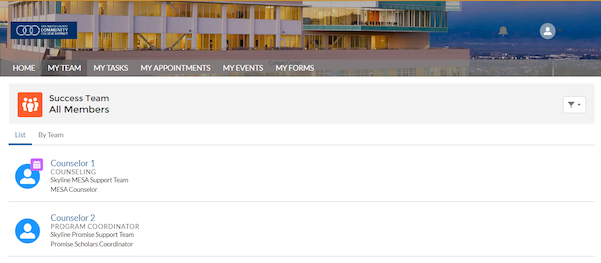 SAN MATEO COUNTY
COMMUNITY
COLLEGE DISTRICT
HOME MY TEAM MY TASKS MY APPOINTMENTS MY EVENTS MY FORMS
Success Team
All Members
List By Team
Counselor 1
COUNSELING
Skyline MESA Support Team
MESA Counselor
Counselor 2
PROGRAM COORDINATOR
Skyline Promise Support Team
Promise Scholars Coordinator